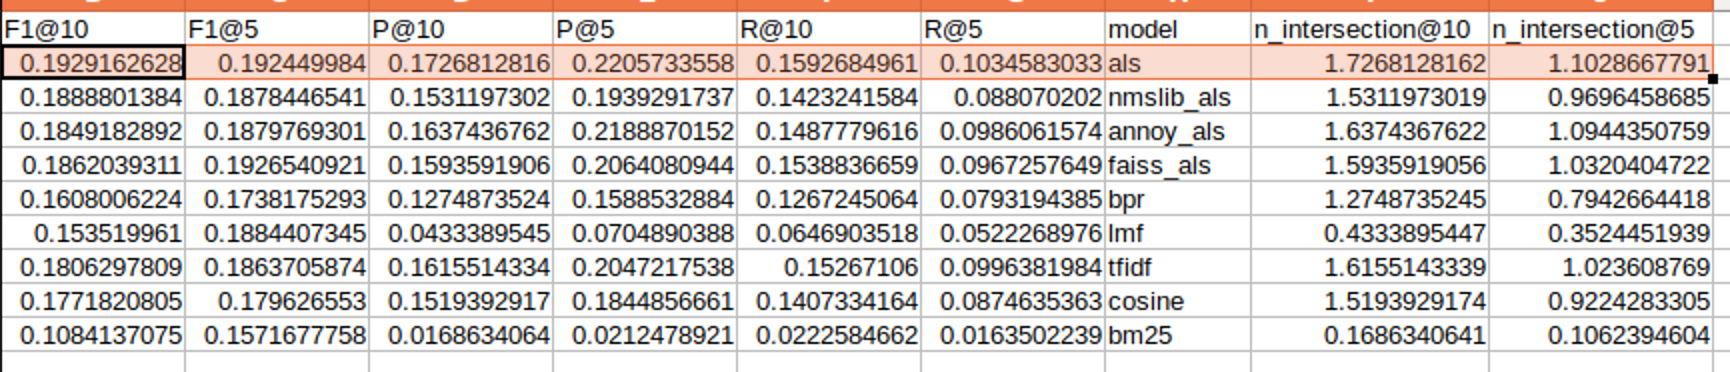 F1@10 F1@5 P@10 P@5 R@10 R@5 model n_intersection@10 n_intersection@5
0.1929162628 0.192449984 0.1726812816 0.2205733558 0.1592684961 0.1034583033 als 1.7268128162 1.1028667791
0.1888801384 0.1878446541 0.1531197302 0.1939291737 0.1423241584 0.088070202 nmslib_als 1.5311973019 0.9696458685
0.1849182892 0.1879769301 0.1637436762 0.2188870152 0.1487779616 0.0986061574 annoy_als 1.6374367622 1.0944350759
0.1862039311 0.1926540921 0.1593591906 0.2064080944 0.1538836659 0.0967257649 faiss_als 1.5935919056 1.0320404722
0.1608006224 0.1738175293 0.1274873524 0.1588532884 0.1267245064 0.0793194385 bpr 1.2748735245 0.7942664418
0.153519961 0.1884407345 0.0433389545 0.0704890388 0.0646903518 0.0522268976 lmf 0.4333895447 0.3524451939
0.1806297809 0.1863705874 0.1615514334 0.2047217538 0.15267106 0.0996381984 tfidf 1.6155143339 1.023608769
0.1771820805 0.179626553 0.1519392917 0.1844856661 0.1407334164 0.0874635363 cosine 1.5193929174 0.9224283305
0.1084137075 0.1571677758 0.0168634064 0.0212478921 0.0222584662 0.0163502239 bm25 0.1686340641 0.1062394604